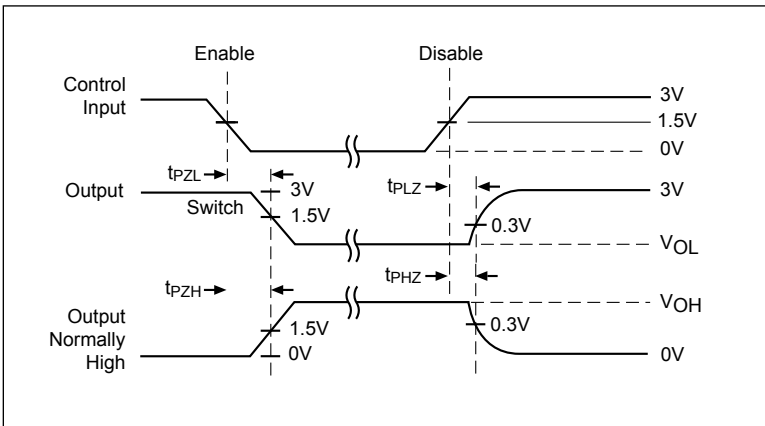 Enable
Disable
Control
Input
3V
1.5V
0V
tPZL
3V
tPLZ
Output
Switch
1.5V
3V
0.3V
VOL
tPZH
tPHZ
VOH
Output
Normally
High
1.5V
0V
0.3V
0V